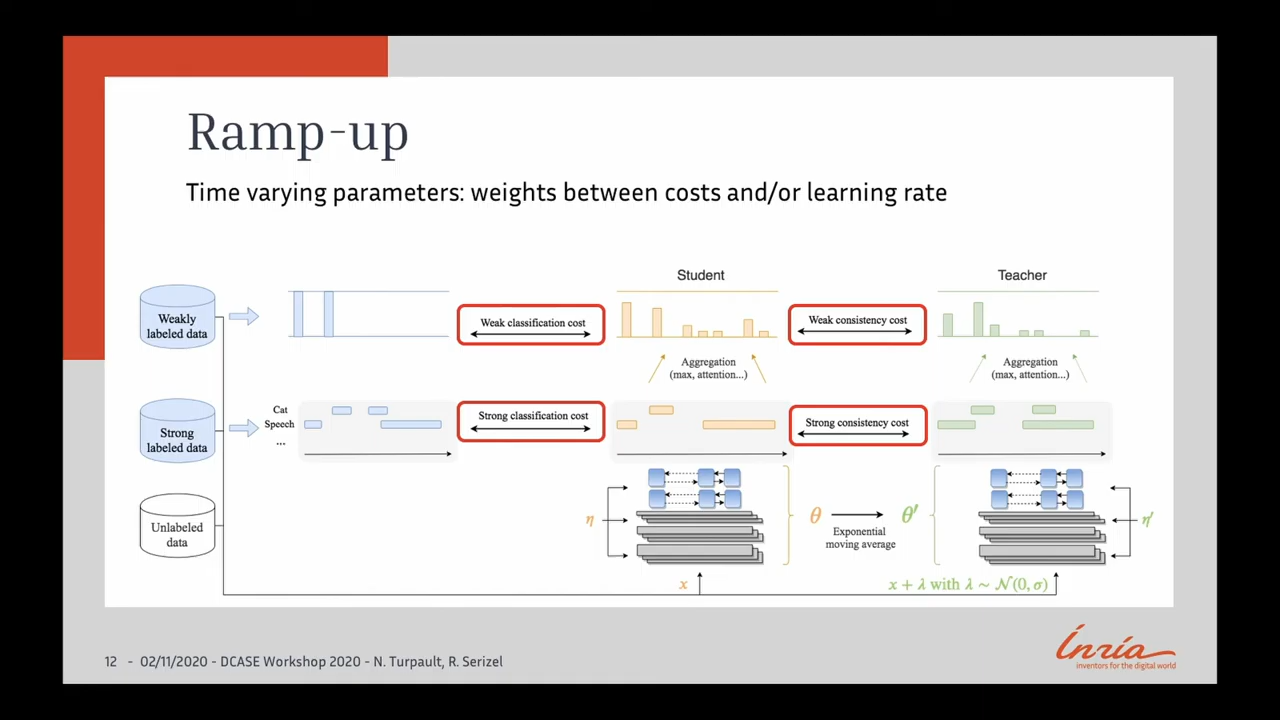 Ramp-up
Time varying parameters: weights between costs and/or learning rate
Student
Teacher
Weakly
labeled data
Weak classification cost
Weak consistency cost
Aggregation
(max, attention...)
Aggregation
(max, attention...)
Strong
labeled data
Cat
Speech
...
Strong classification cost
Strong consistency cost
Unlabeled
data
η
θ
θ′
Exponential
moving average
η′
x
x + λ with λ ~ 𝒩(0, σ)
12 - 02/11/2020 - DCASE Workshop 2020 - N. Turpault, R. Serizel
Inria
inventors for the digital world